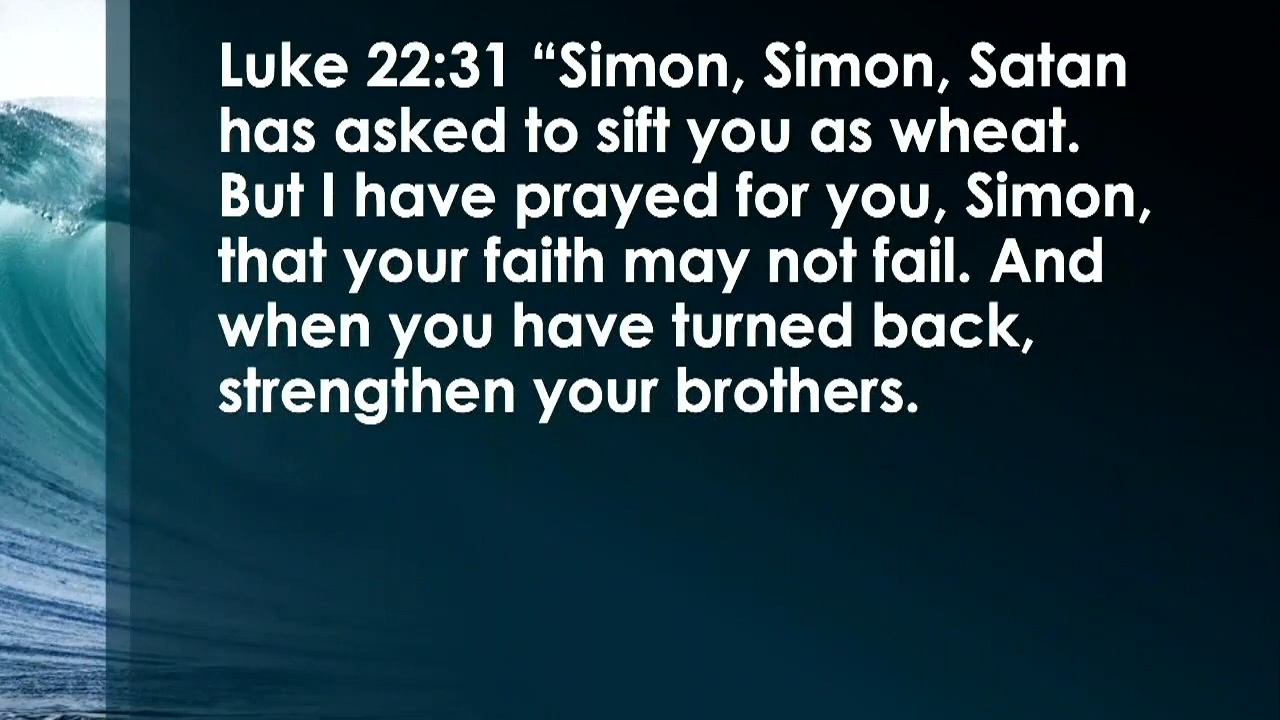 Luke 22:31 “Simon, Simon, Satan
has asked to sift you as wheat.
But I have prayed for you, Simon,
that your faith may not fail. And
when you have turned back,
strengthen your brothers.